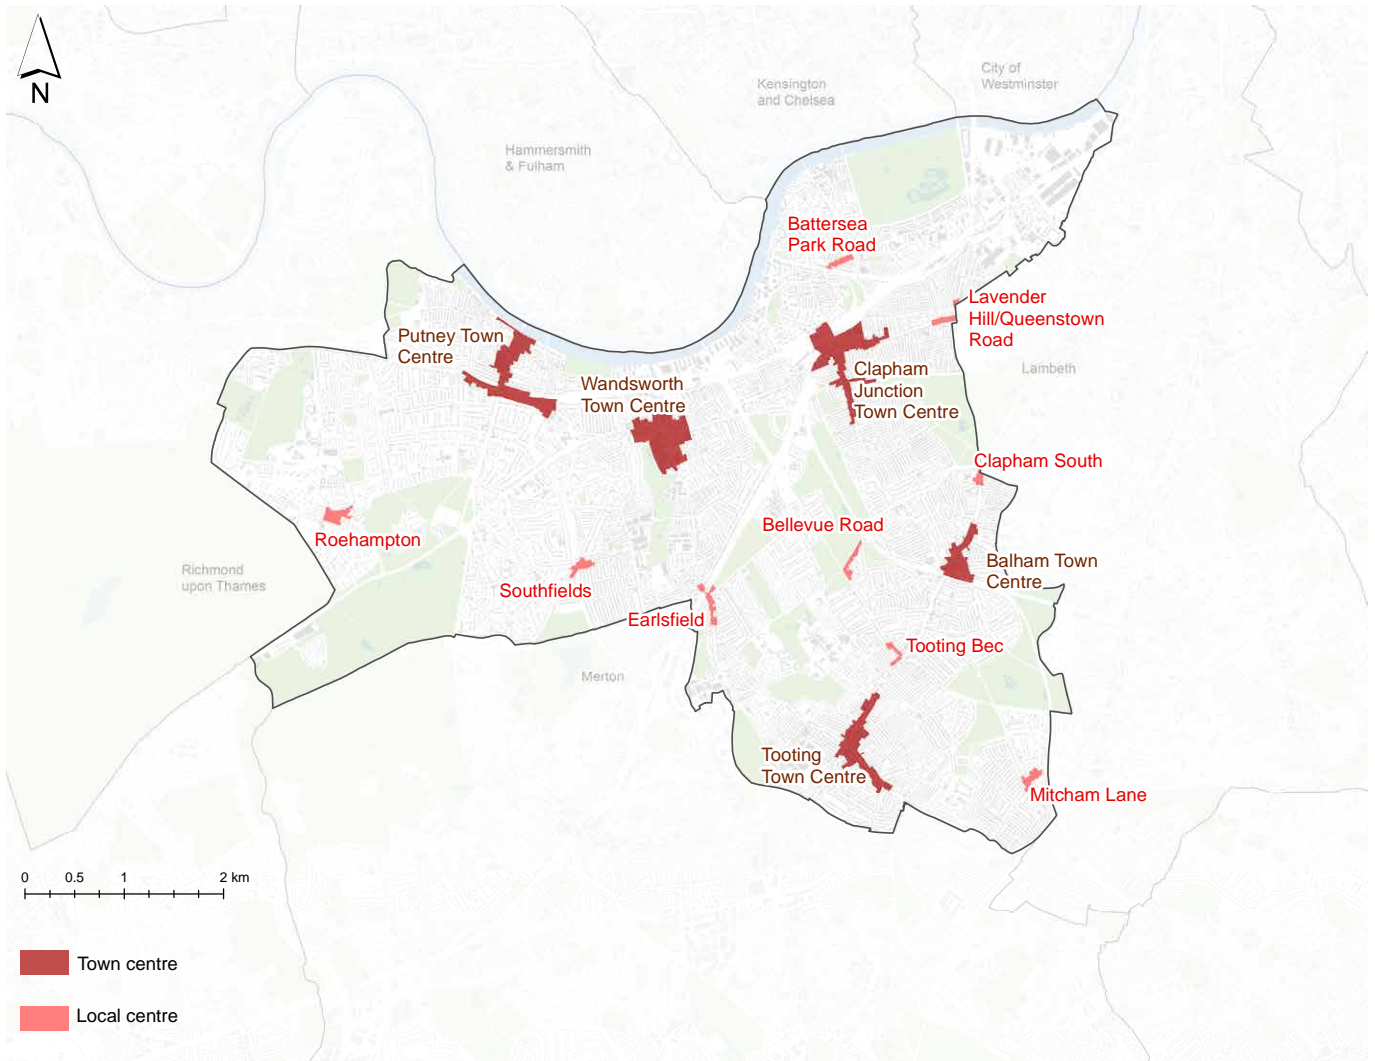 N
City of
Westminster
Kensington
and Chelsea
Hammersmith
& Fulham
Battersea
Park Road
Lavender
Hill/Queenstown
Road
Putney Town
Centre
Lambeth
Clapham
Junction
Town Centre
Wandsworth
Town Centre
Clapham South
Bellevue Road
Roehampton
Balham Town
Centre
Richmond
upon Thames
Southfields
Earlsfield
Tooting Bec
Merton
Tooting
Town Centre
Mitcham Lane
0 0.5 1 2 km
Town centre
Local centre